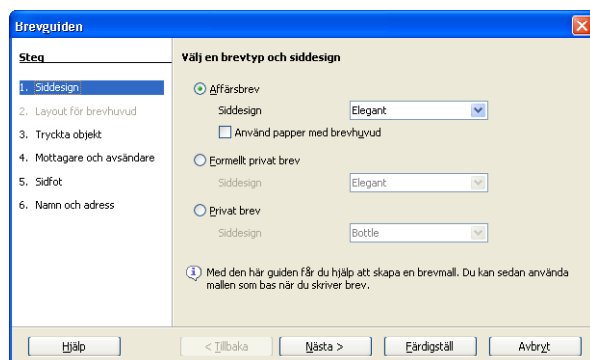 Brevguiden
Steg
1. Siddesign
2. Layout för brevhuvud
3. Tryckta objekt
4. Mottagare och avsändare
5. Sidfot
6. Namn och adress
Välj en brevtyp och siddesign
Affärsbrev
Siddesign Elegant
Använd papper med brevhuvud
Formellt privat brev
Siddesign Elegant
Privat brev
Siddesign Bottle
Med den här guiden får du hjälp att skapa en brevmall. Du kan sedan använda
mallen som bas när du skriver brev.
Hjälp < Tillbaka Nästa > Färdigställ Avbryt